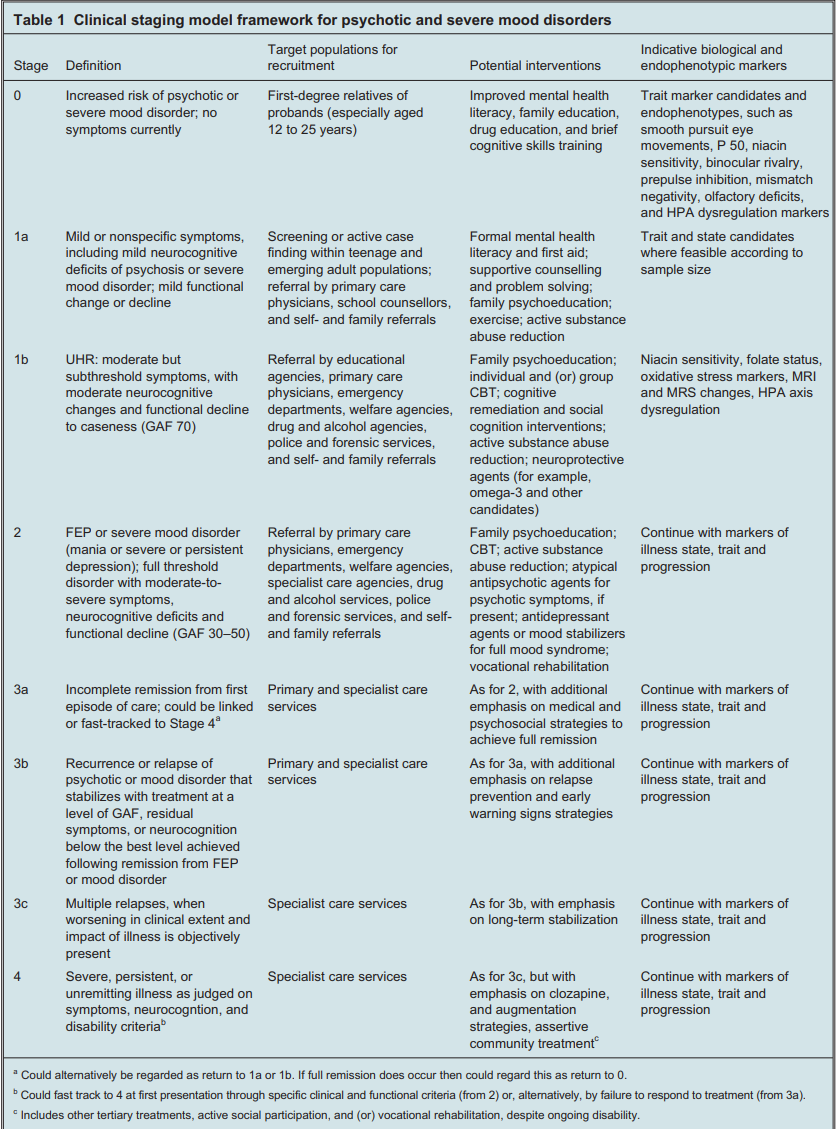 Table 1 Clinical staging model framework for psychotic and severe mood disorders
Stage
Definition
Target populations for
recruitment
Potential interventions
Indicative biological and
endophenotypic markers
0
Increased risk of psychotic or
severe mood disorder; no
symptoms currently
First-degree relatives of
probands (especially aged
12 to 25 years)
Improved mental health
literacy, family education,
drug education, and brief
cognitive skills training
Trait marker candidates and
endophenotypes, such as
smooth pursuit eye
movements, P 50, niacin
sensitivity, binocular rivalry,
prepulse inhibition, mismatch
negativity, olfactory deficits,
and HPA dysregulation markers
1a
Mild or nonspecific symptoms,
including mild neurocognitive
deficits of psychosis or severe
mood disorder; mild functional
change or decline
Screening or active case
finding within teenage and
emerging adult populations;
referral by primary care
physicians, school counsellors,
and self- and family referrals
Formal mental health
literacy and first aid;
supportive counselling
and problem solving;
family psychoeducation;
exercise; active substance
abuse reduction
Trait and state candidates
where feasible according to
sample size
1b
UHR: moderate but
subthreshold symptoms, with
moderate neurocognitive
changes and functional decline
to caseness (GAF 70)
Referral by educational
agencies, primary care
physicians, emergency
departments, welfare agencies,
drug and alcohol agencies,
police and forensic services,
and self- and family referrals
Family psychoeducation;
individual and (or) group
CBT; cognitive
remediation and social
cognition interventions;
active substance abuse
reduction; neuroprotective
agents (for example,
omega-3 and other
candidates)
Niacin sensitivity, folate status,
oxidative stress markers, MRI
and MRS changes, HPA axis
dysregulation
2
FEP or severe mood disorder
(mania or severe or persistent
depression); full threshold
disorder with moderate-to-
severe symptoms,
neurocognitive deficits and
functional decline (GAF 30–50)
Referral by primary care
physicians, emergency
departments, welfare agencies,
specialist care agencies, drug
and alcohol services, police
and forensic services, and self-
and family referrals
Family psychoeducation;
CBT; active substance
abuse reduction; atypical
antipsychotic agents for
psychotic symptoms, if
present; antidepressant
agents or mood stabilizers
for full mood syndrome;
vocational rehabilitation
Continue with markers of
illness state, trait and
progression
3a
Incomplete remission from first
episode of care; could be linked
or fast-tracked to Stage 4a
Primary and specialist care
services
As for 2, with additional
emphasis on medical and
psychosocial strategies to
achieve full remission
Continue with markers of
illness state, trait and
progression
3b
Recurrence or relapse of
psychotic or mood disorder that
stabilizes with treatment at a
level of GAF, residual
symptoms, or neurocognition
below the best level achieved
following remission from FEP
or mood disorder
Primary and specialist care
services
As for 3a, with additional
emphasis on relapse
prevention and early
warning signs strategies
Continue with markers of
illness state, trait and
progression
3c
Multiple relapses, when
worsening in clinical extent and
impact of illness is objectively
present
Specialist care services
As for 3b, with emphasis
on long-term stabilization
Continue with markers of
illness state, trait and
progression
4
Severe, persistent, or
unremitting illness as judged on
symptoms, neurocogntion, and
disability criteriab
Specialist care services
As for 3c, but with
emphasis on clozapine,
and augmentation
strategies, assertive
community treatmentc
Continue with markers of
illness state, trait and
progression
a Could alternatively be regarded as return to 1a or 1b. If full remission does occur then could regard this as return to 0.
b Could fast track to 4 at first presentation through specific clinical and functional criteria (from 2) or, alternatively, by failure to respond to treatment (from 3a).
c Includes other tertiary treatments, active social participation, and (or) vocational rehabilitation, despite ongoing disability.